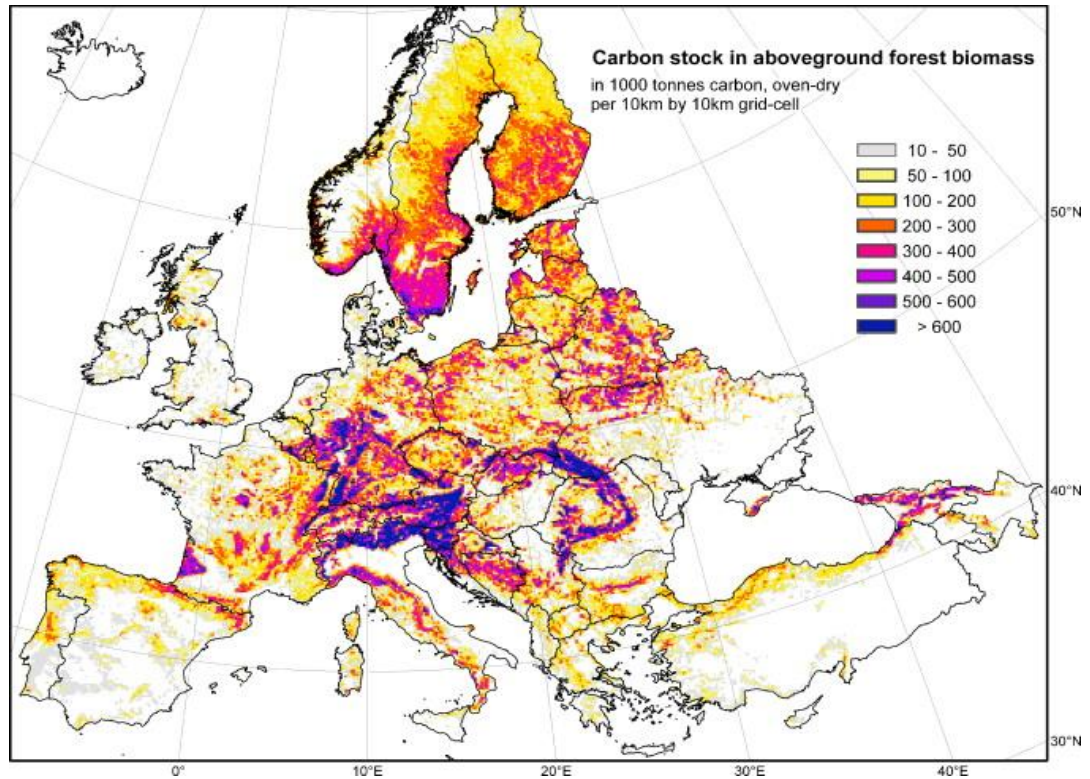 Carbon stock in aboveground forest biomass
in 1000 tonnes carbon, oven-dry
per 10km by 10km grid-cell
10 - 50
50 - 100
100 - 200
200 - 300
300 - 400
400 - 500
500 - 600
> 600
50°N
40°N
30°N
0°
10°E
20°E
30°E
40°E